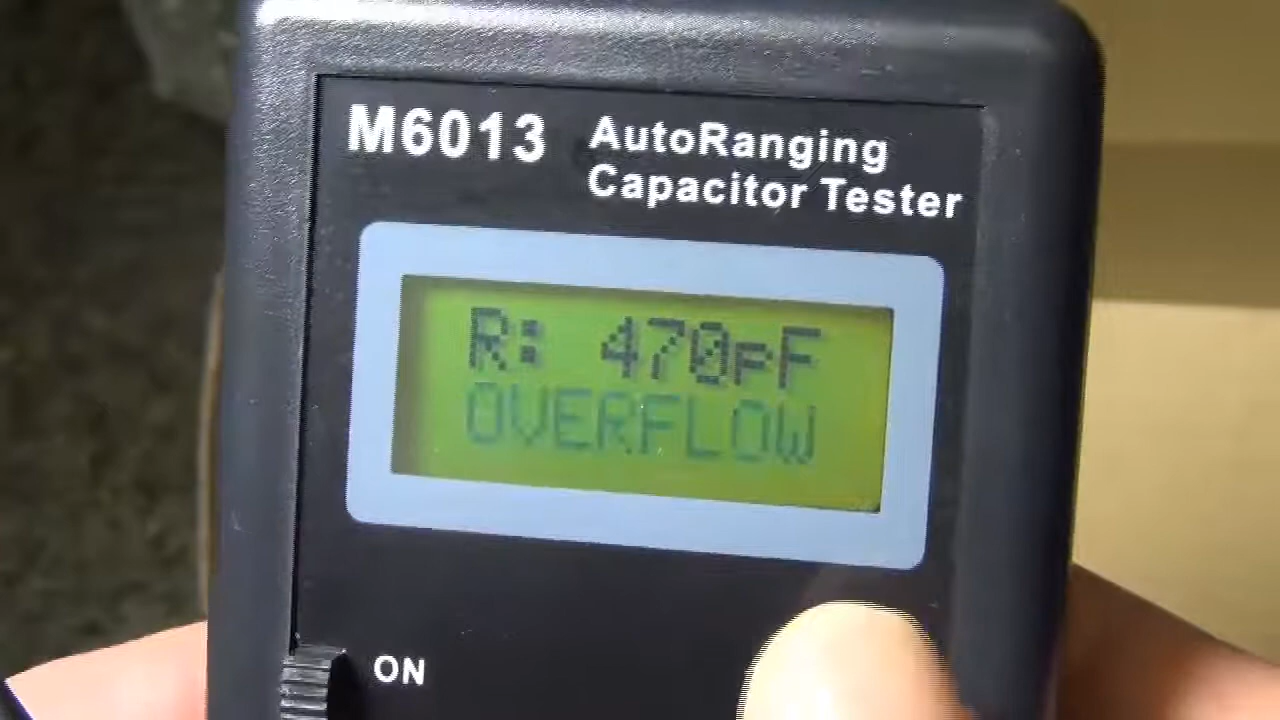 M6013
AutoRanging
Capacitor Tester
R: 470pF
OVERFLOW
ON